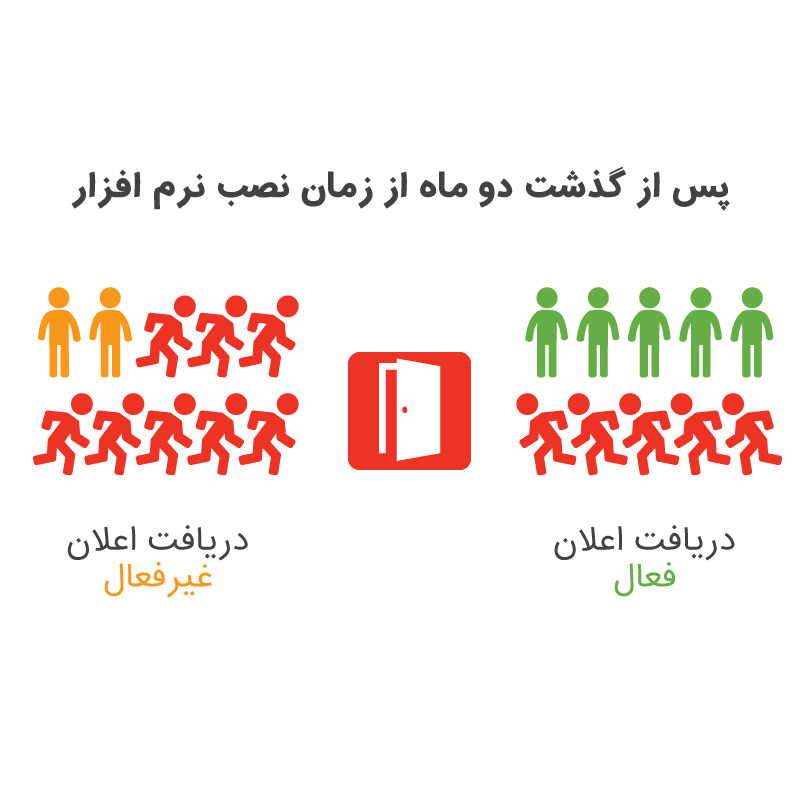 پس از گذشت دو ماه از زمان نصب نرم افزار
دریافت اعلان
فعال
دریافت اعلان
غیرفعال